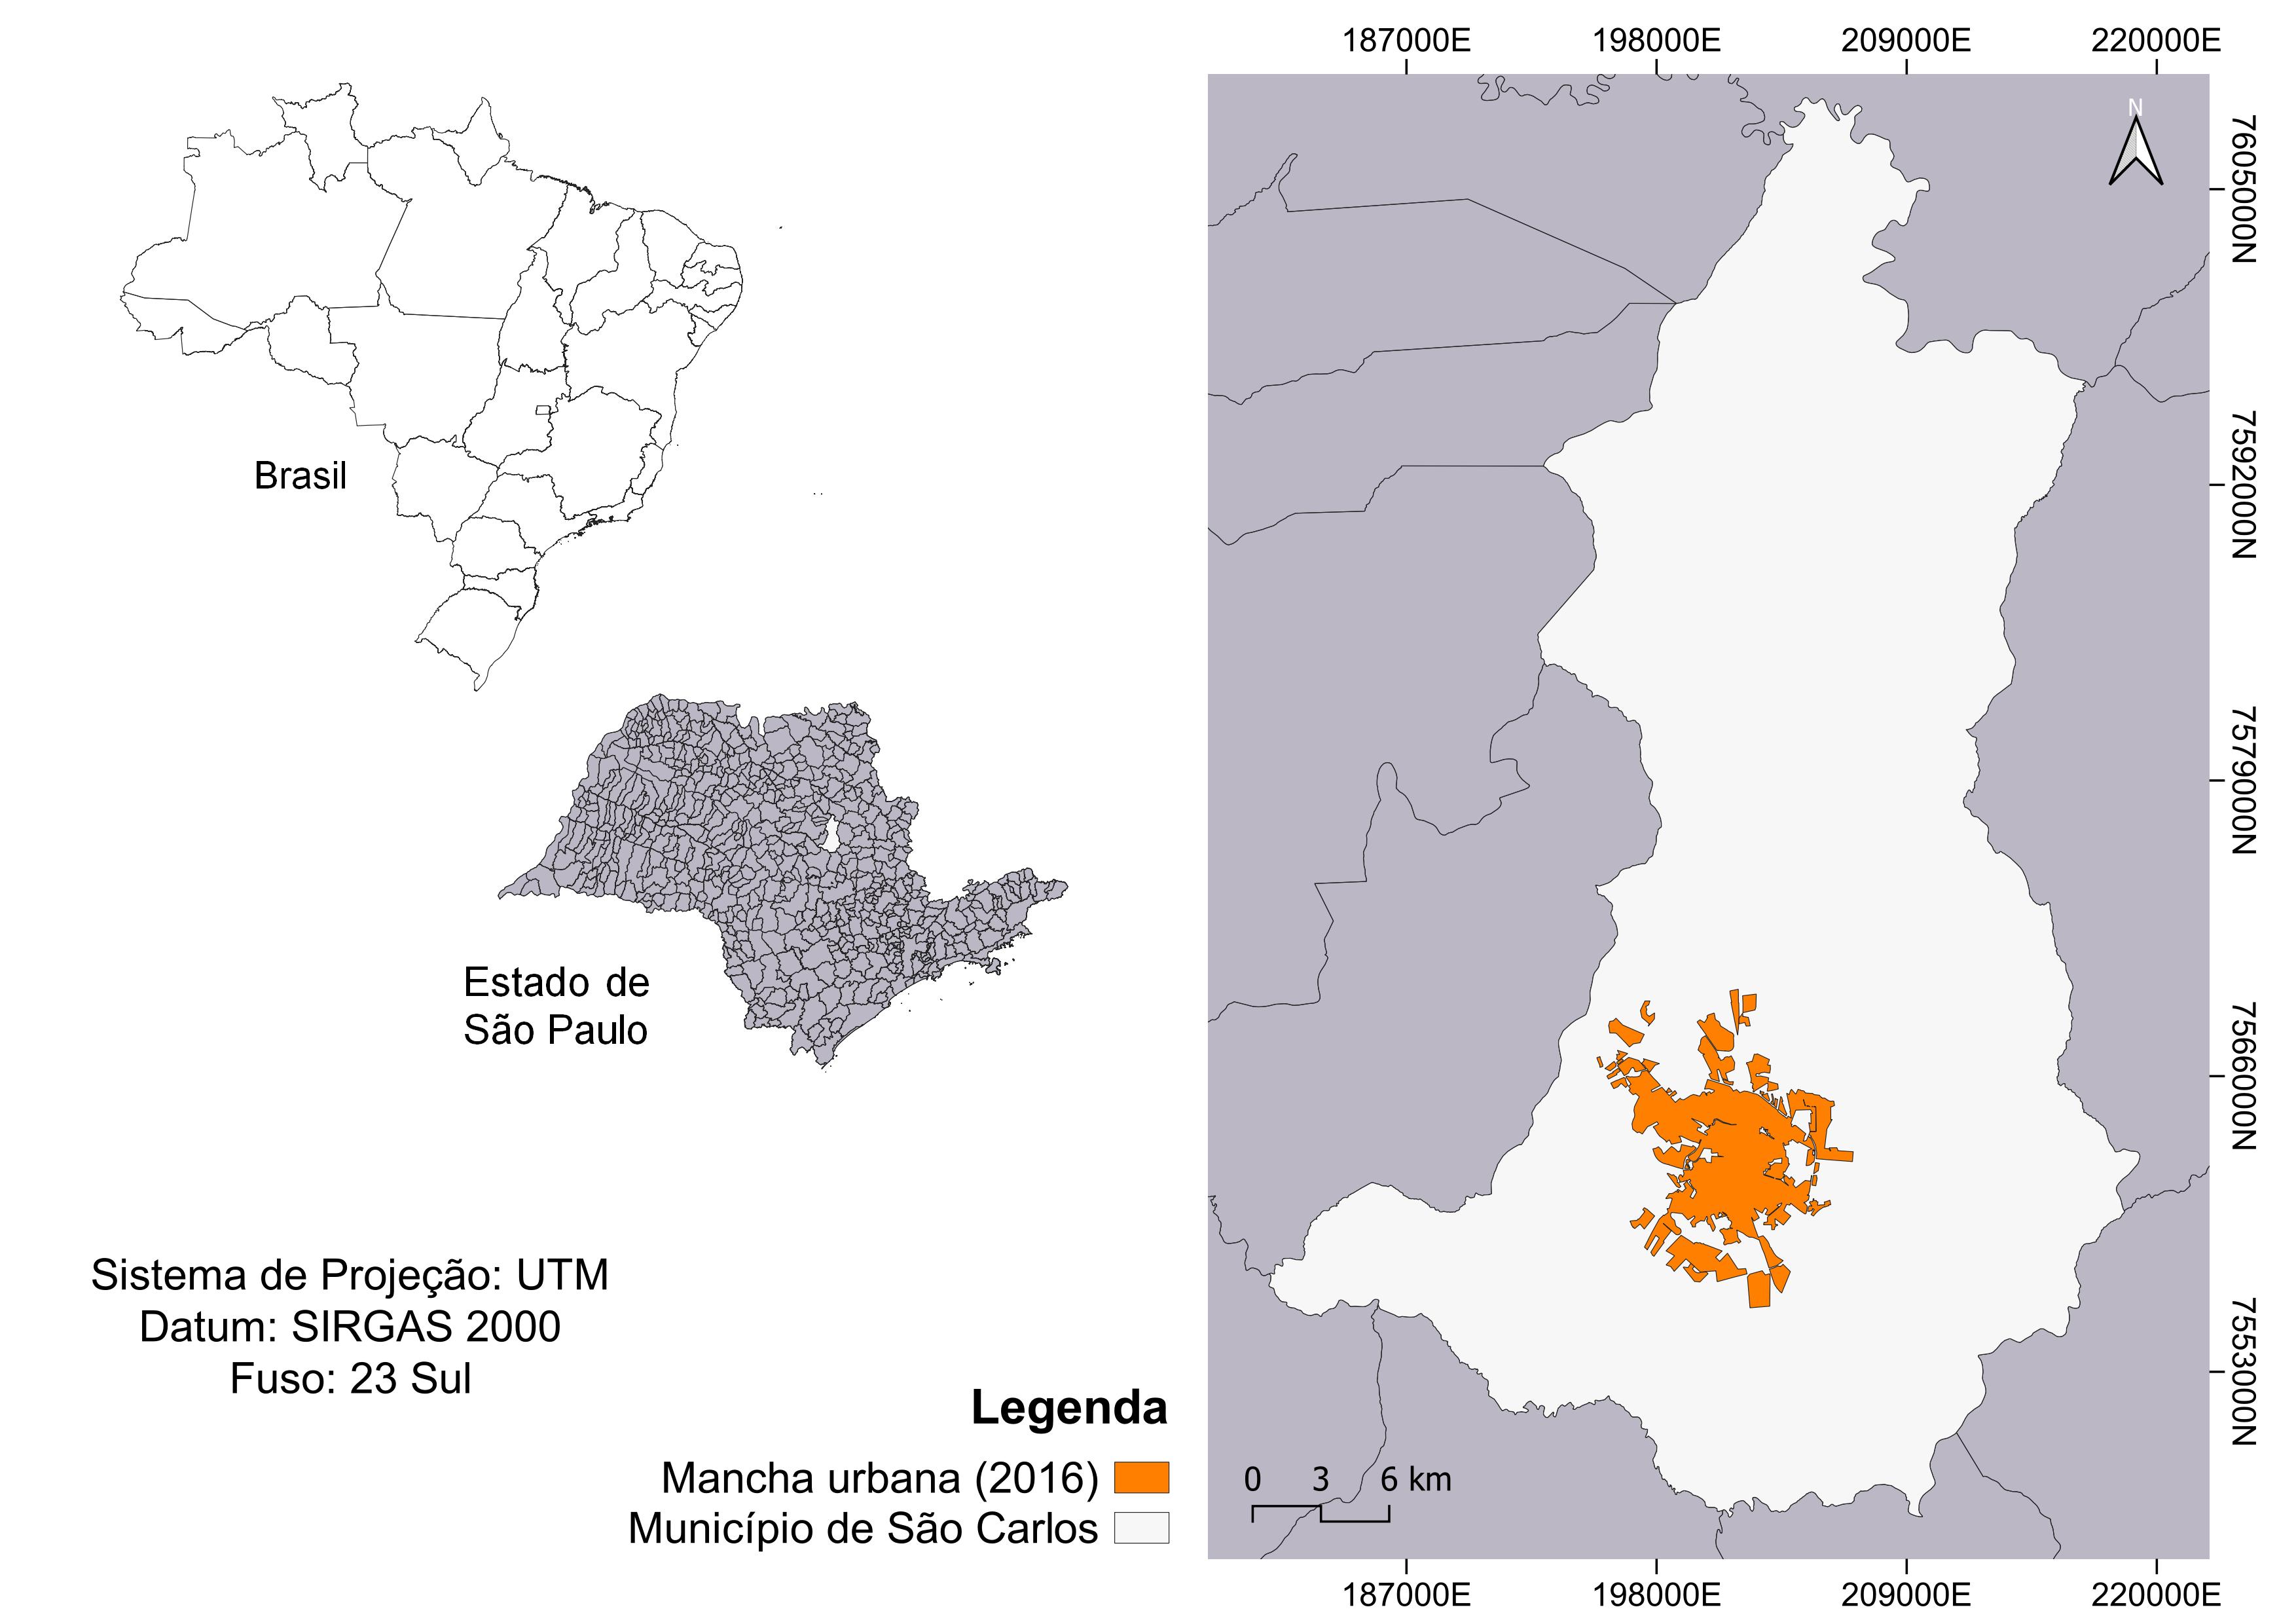 187000E 198000E 209000E 220000E
N
7605000N
7592000N
7579000N
7566000N
7553000N
Brasil
Estado de
São Paulo
Sistema de Projeção: UTM
Datum: SIRGAS 2000
Fuso: 23 Sul
Legenda
Mancha urbana (2016)
Município de São Carlos
0 3 6 km
187000E 198000E 209000E 220000E